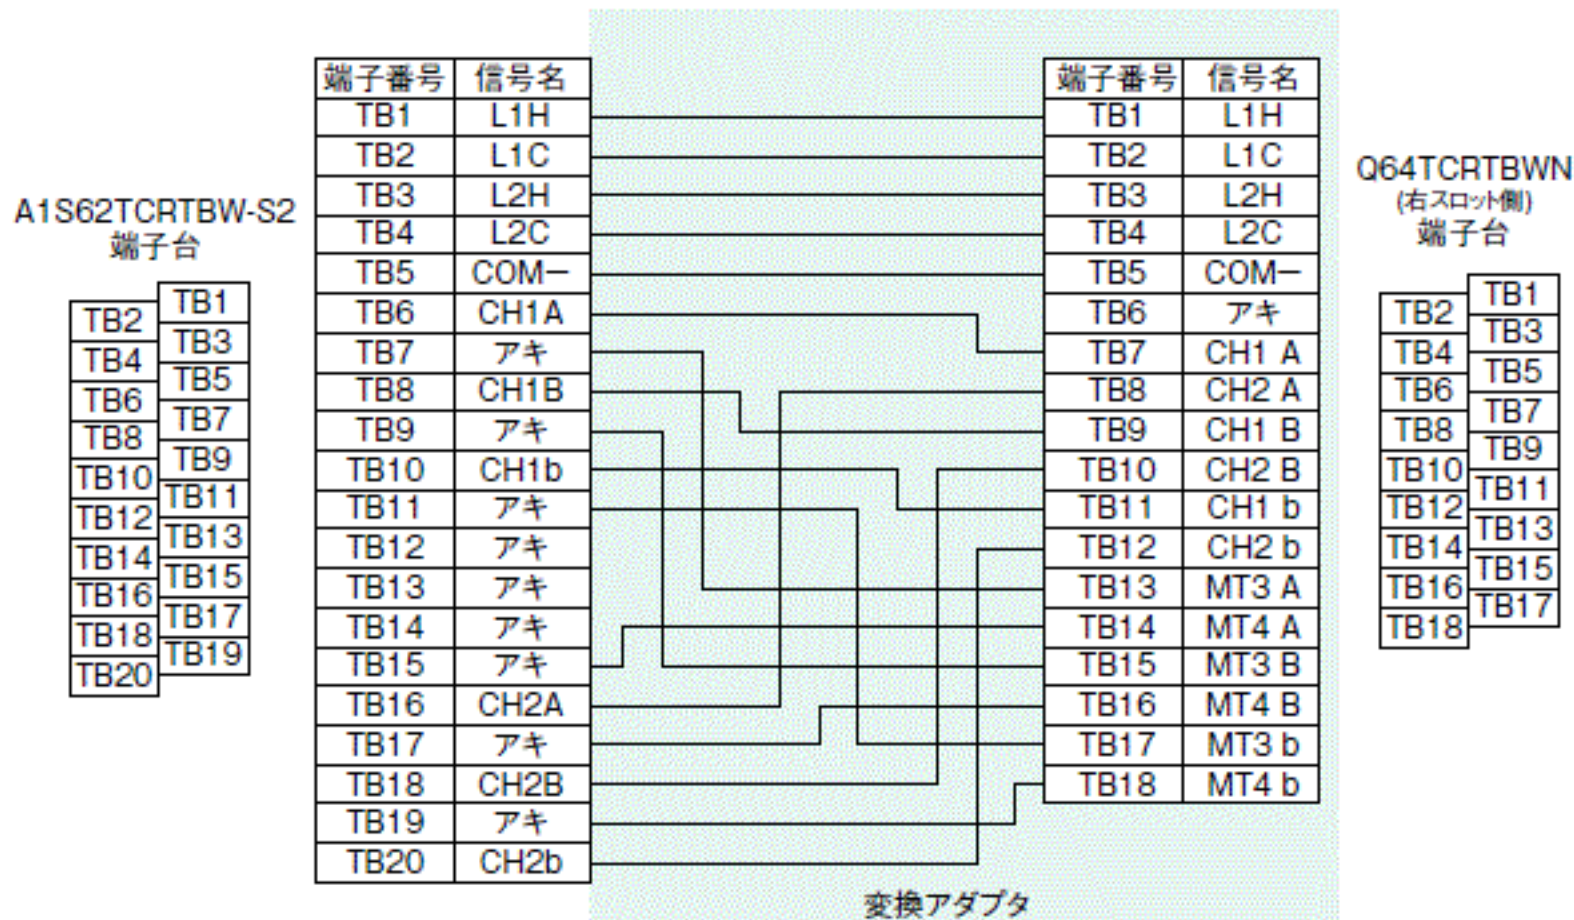 A1S62TCRTBW-S2
端子台
TB1
TB2
TB3
TB4
TB5
TB6
TB7
TB8
TB9
TB10
TB11
TB12
TB13
TB14
TB15
TB16
TB17
TB18
TB19
TB20
端子番号 信号名
TB1 L1H
TB2 L1C
TB3 L2H
TB4 L2C
TB5 COM−
TB6 CH1A
TB7 アキ
TB8 CH1B
TB9 アキ
TB10 CH1b
TB11 アキ
TB12 アキ
TB13 アキ
TB14 アキ
TB15 アキ
TB16 CH2A
TB17 アキ
TB18 CH2B
TB19 アキ
TB20 CH2b
変換アダプタ
端子番号 信号名
TB1 L1H
TB2 L1C
TB3 L2H
TB4 L2C
TB5 COM−
TB6 アキ
TB7 CH1 A
TB8 CH2 A
TB9 CH1 B
TB10 CH2 B
TB11 CH1 b
TB12 CH2 b
TB13 MT3 A
TB14 MT4 A
TB15 MT3 B
TB16 MT4 B
TB17 MT3 b
TB18 MT4 b
Q64TCRTBWN
(右スロット側)
端子台
TB1
TB2
TB3
TB4
TB5
TB6
TB7
TB8
TB9
TB10
TB11
TB12
TB13
TB14
TB15
TB16
TB17
TB18